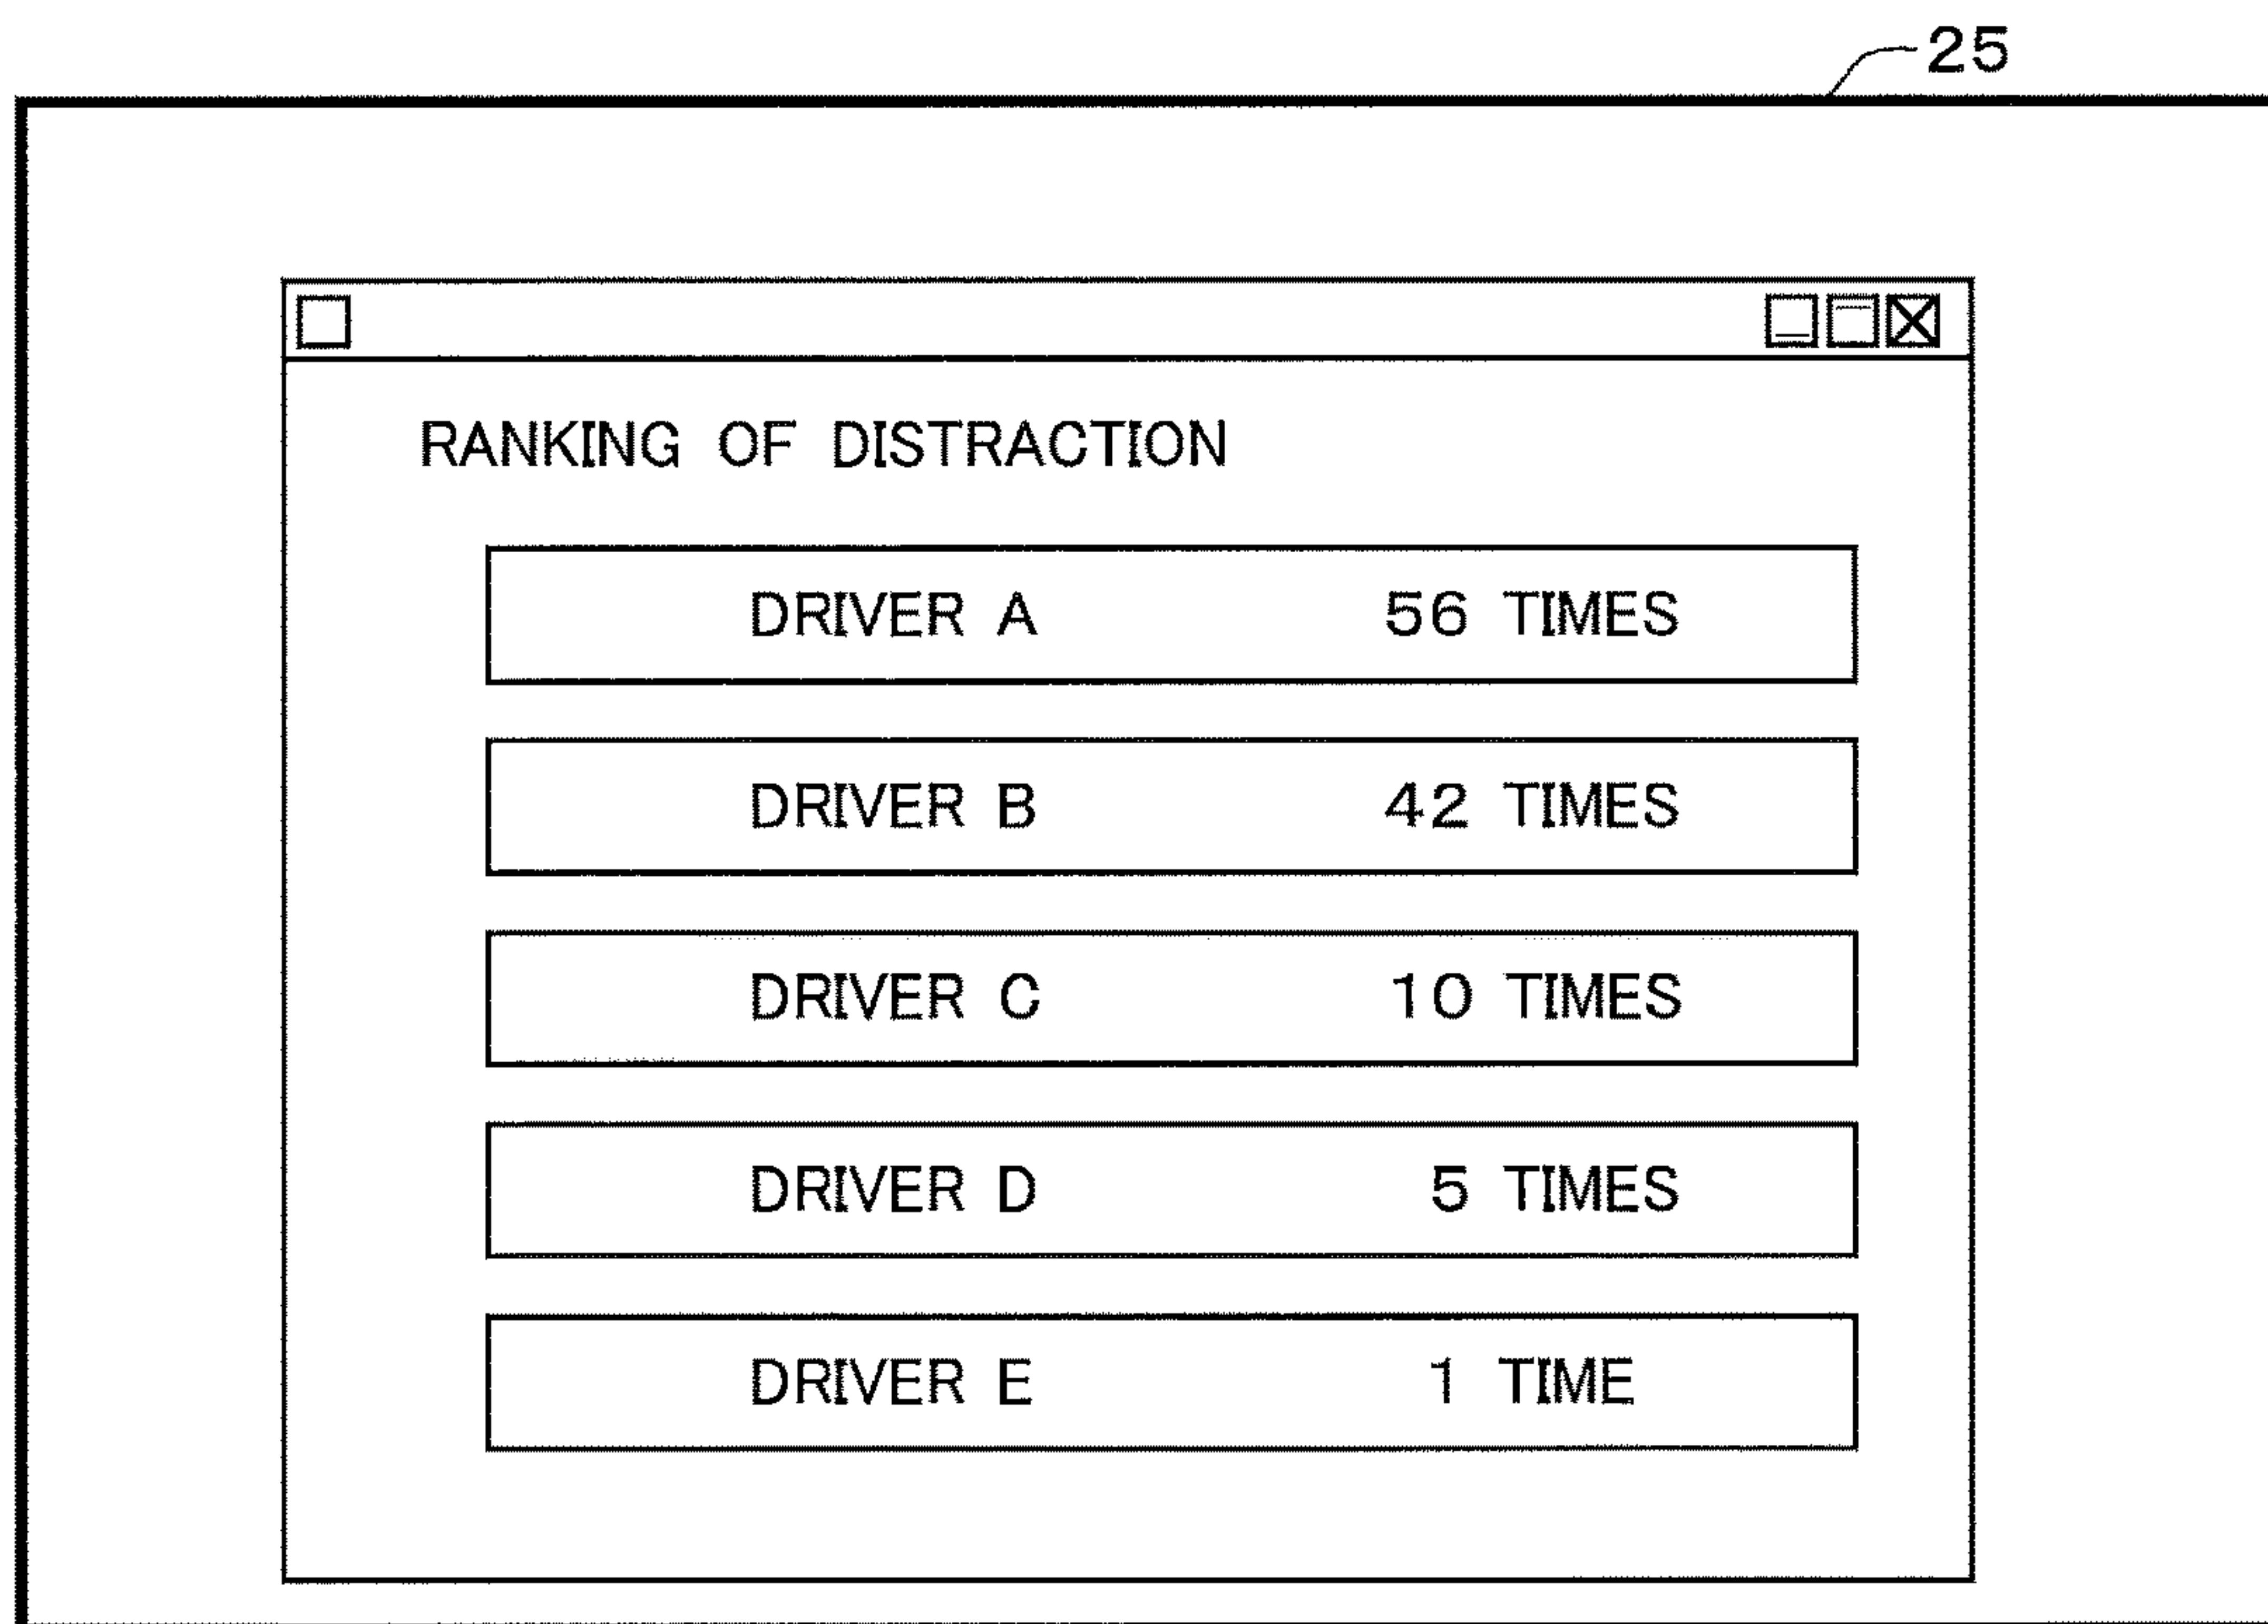 25
RANKING OF DISTRACTION
DRIVER A 56 TIMES
DRIVER B 42 TIMES
DRIVER C 10 TIMES
DRIVER D 5 TIMES
DRIVER E 1 TIME